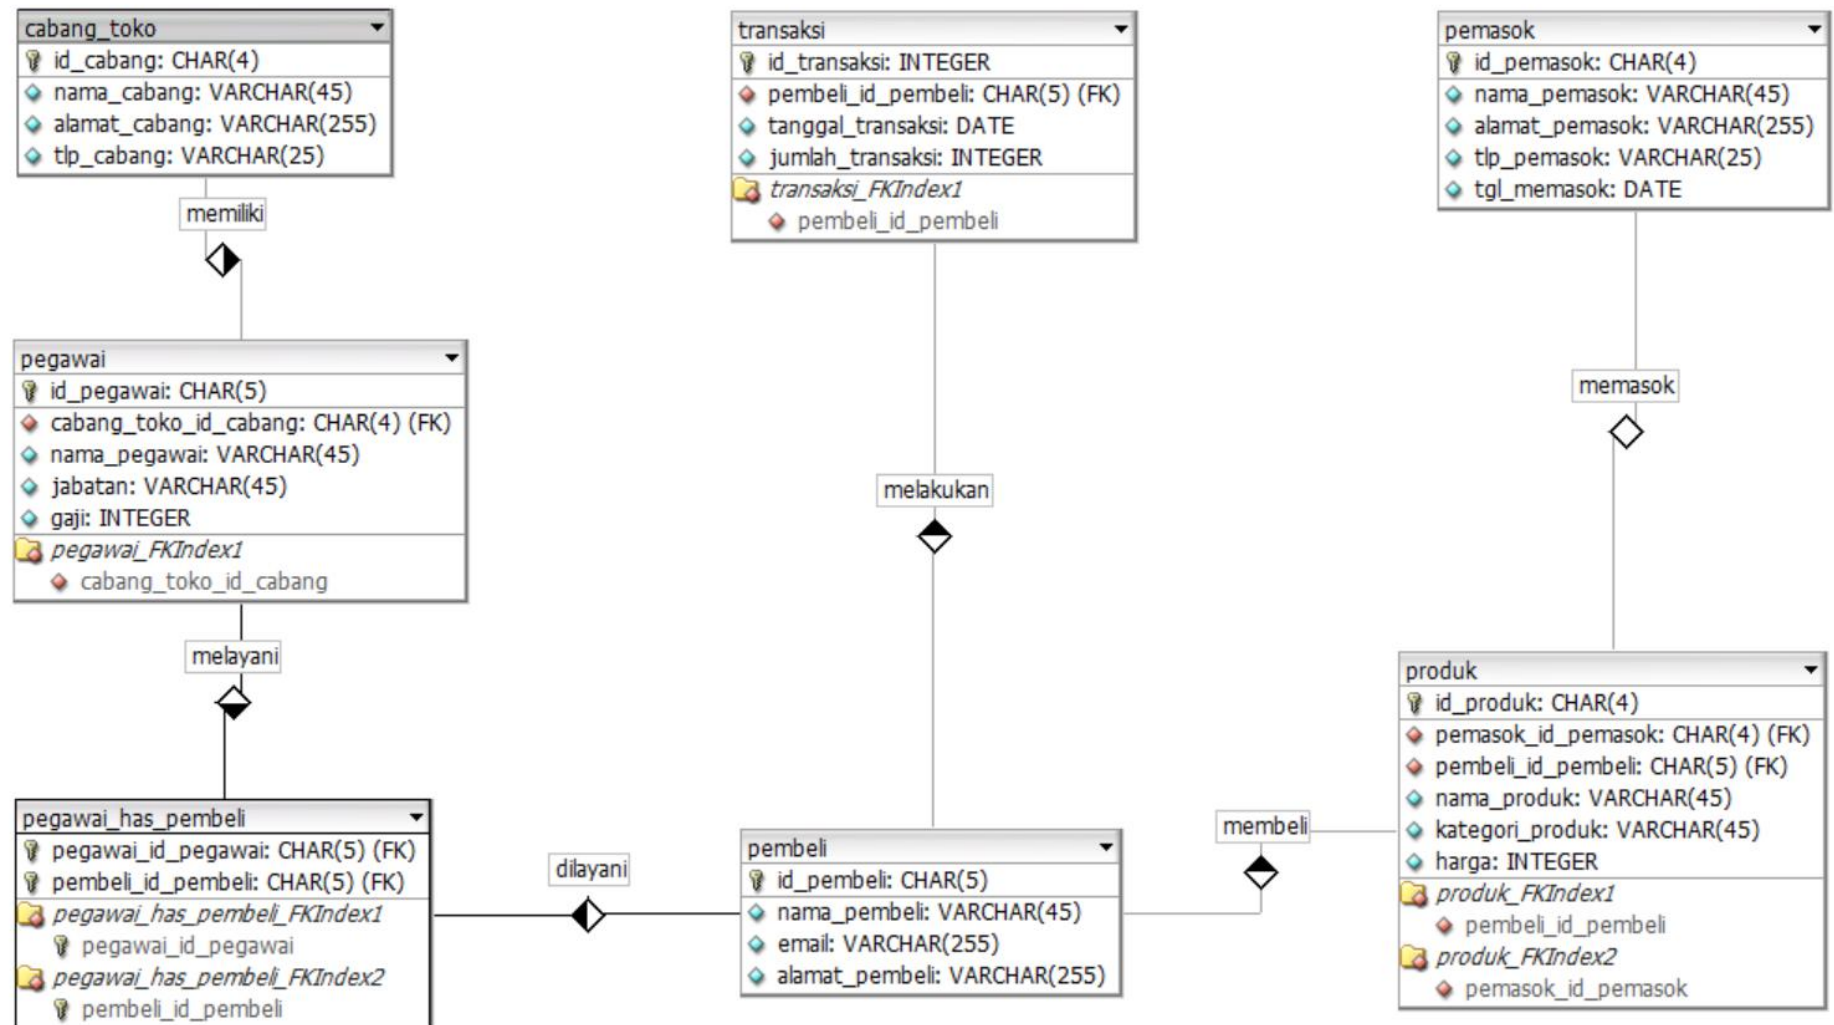 cabang_toko
id_cabang: CHAR(4)
nama_cabang: VARCHAR(45)
alamat_cabang: VARCHAR(255)
tlp_cabang: VARCHAR(25)
memiliki
pegawai
id_pegawai: CHAR(5)
cabang_toko_id_cabang: CHAR(4) (FK)
nama_pegawai: VARCHAR(45)
jabatan: VARCHAR(45)
gaji: INTEGER
pegawai_FKIndex1
cabang_toko_id_cabang
melayani
pegawai_has_pembeli
pegawai_id_pegawai: CHAR(5) (FK)
pembeli_id_pembeli: CHAR(5) (FK)
pegawai_has_pembeli_FKIndex1
pegawai_id_pegawai
pegawai_has_pembeli_FKIndex2
pembeli_id_pembeli
dilayani
transaksi
id_transaksi: INTEGER
pembeli_id_pembeli: CHAR(5) (FK)
tanggal_transaksi: DATE
jumlah_transaksi: INTEGER
transaksi_FKIndex1
pembeli_id_pembeli
melakukan
pembeli
id_pembeli: CHAR(5)
nama_pembeli: VARCHAR(45)
email: VARCHAR(255)
alamat_pembeli: VARCHAR(255)
membeli
pemasok
id_pemasok: CHAR(4)
nama_pemasok: VARCHAR(45)
alamat_pemasok: VARCHAR(255)
tlp_pemasok: VARCHAR(25)
tgl_memasok: DATE
memasok
produk
id_produk: CHAR(4)
pemasok_id_pemasok: CHAR(4) (FK)
pembeli_id_pembeli: CHAR(5) (FK)
nama_produk: VARCHAR(45)
kategori_produk: VARCHAR(45)
harga: INTEGER
produk_FKIndex1
pembeli_id_pembeli
produk_FKIndex2
pemasok_id_pemasok